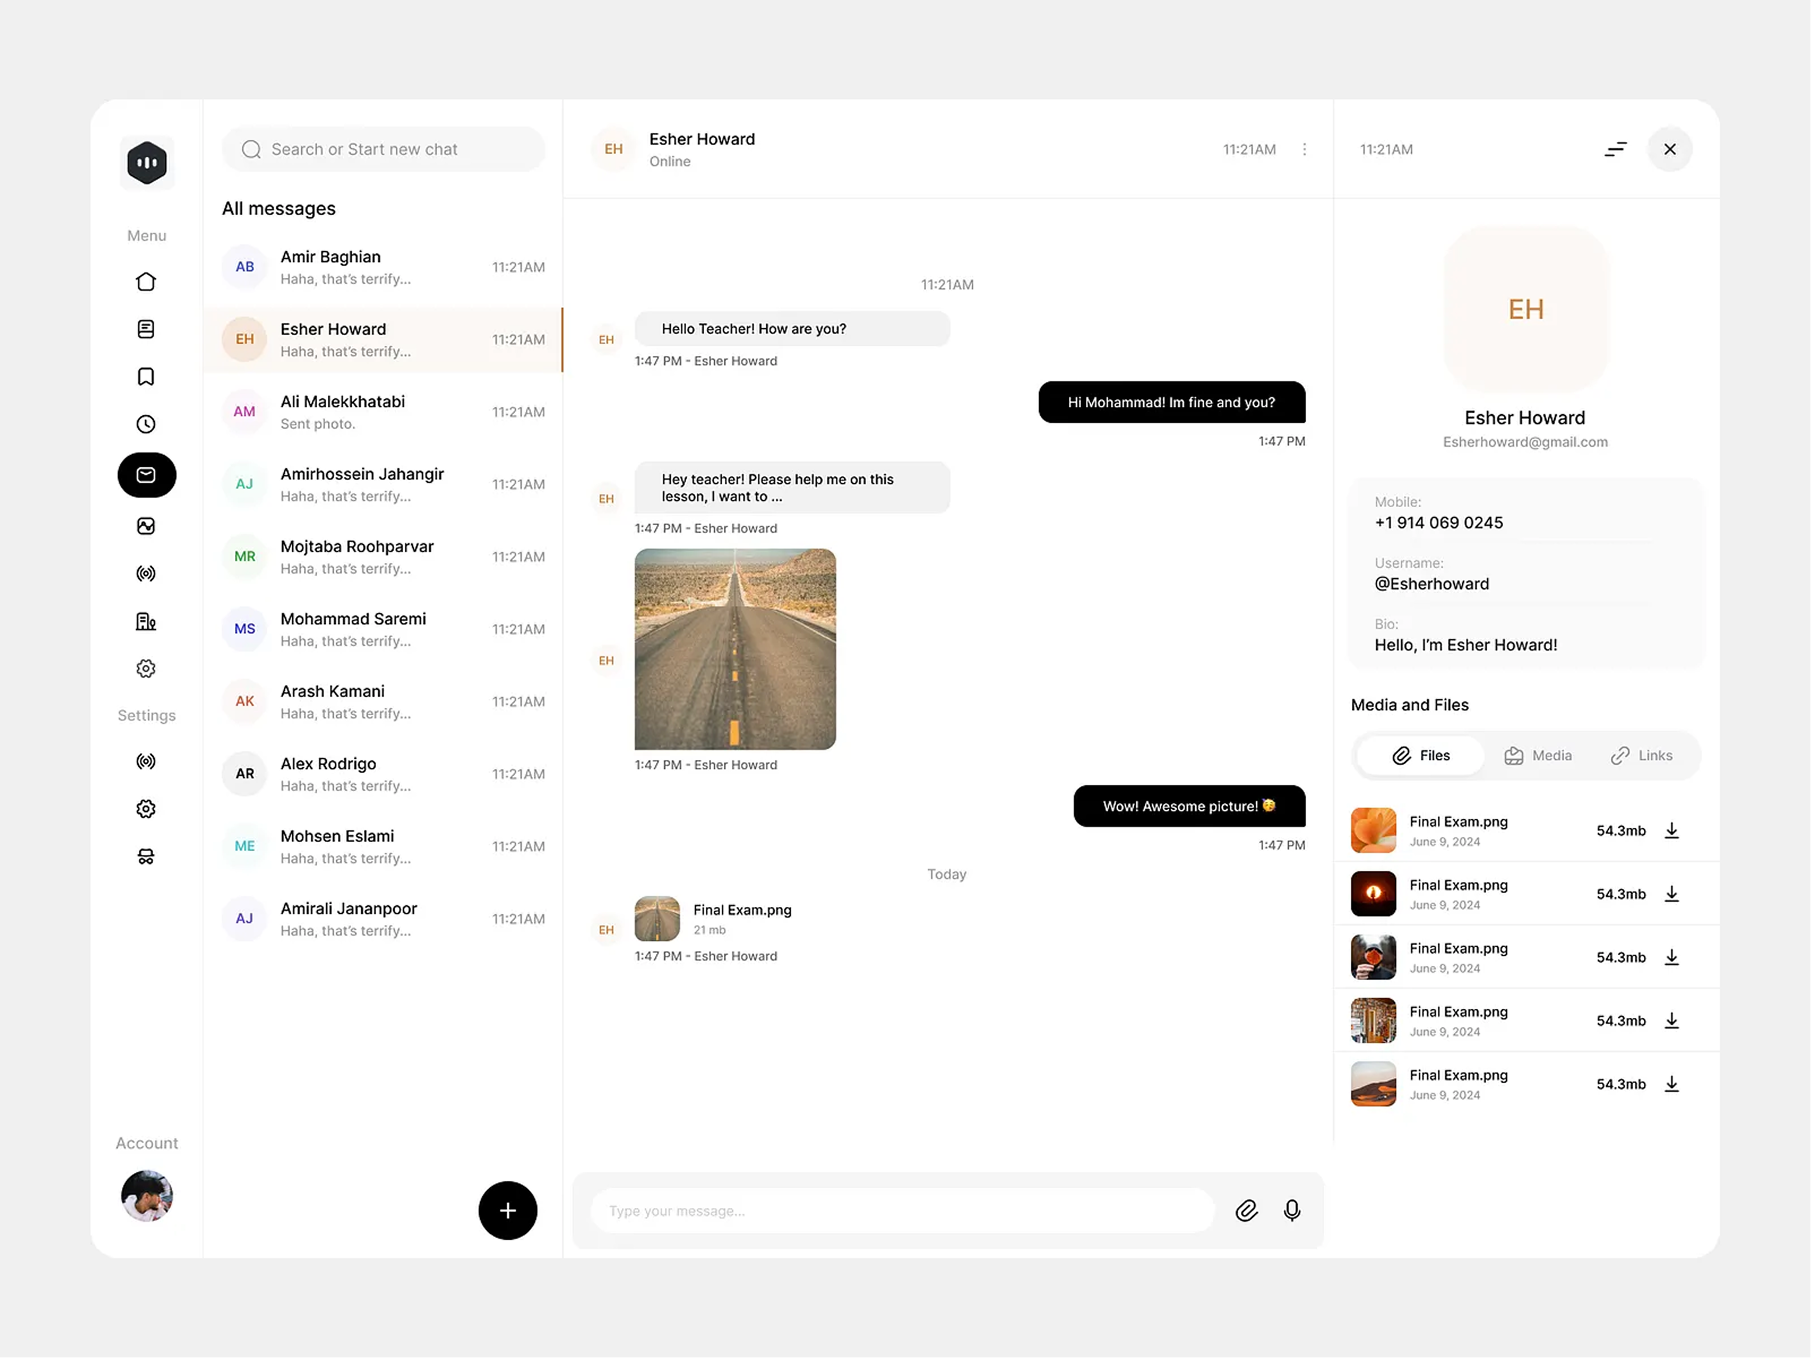 Menu
Settings
Account
Search or Start new chat
All messages
AB
Amir Baghian
Haha, that's terrify...
11:21AM
EH
Esher Howard
Haha, that's terrify...
11:21AM
AM
Ali Malekkhatabi
Sent photo.
11:21AM
AJ
Amirhossein Jahangir
Haha, that's terrify...
11:21AM
MR
Mojtaba Roohparvar
Haha, that's terrify...
11:21AM
MS
Mohammad Saremi
Haha, that's terrify...
11:21AM
AK
Arash Kamani
Haha, that's terrify...
11:21AM
AR
Alex Rodrigo
Haha, that's terrify...
11:21AM
ME
Mohsen Eslami
Haha, that's terrify...
11:21AM
AJ
Amirali Jananpoor
Haha, that's terrify...
11:21AM
EH
Esher Howard
Online
11:21AM
11:21AM
EH
Hello Teacher! How are you?
1:47 PM - Esher Howard
Hi Mohammad! Im fine and you?
1:47 PM
EH
Hey teacher! Please help me on this
lesson, I want to ...
1:47 PM - Esher Howard
EH
1:47 PM - Esher Howard
Wow! Awesome picture! 🥳
1:47 PM
Today
EH
Final Exam.png
21 mb
1:47 PM - Esher Howard
Type your message...
11:21AM
EH
Esher Howard
Esherhoward@gmail.com
Mobile:
+1 914 069 0245
Username:
@Esherhoward
Bio:
Hello, I'm Esher Howard!
Media and Files
Files
Media
Links
Final Exam.png
June 9, 2024
54.3mb
Final Exam.png
June 9, 2024
54.3mb
Final Exam.png
June 9, 2024
54.3mb
Final Exam.png
June 9, 2024
54.3mb
Final Exam.png
June 9, 2024
54.3mb